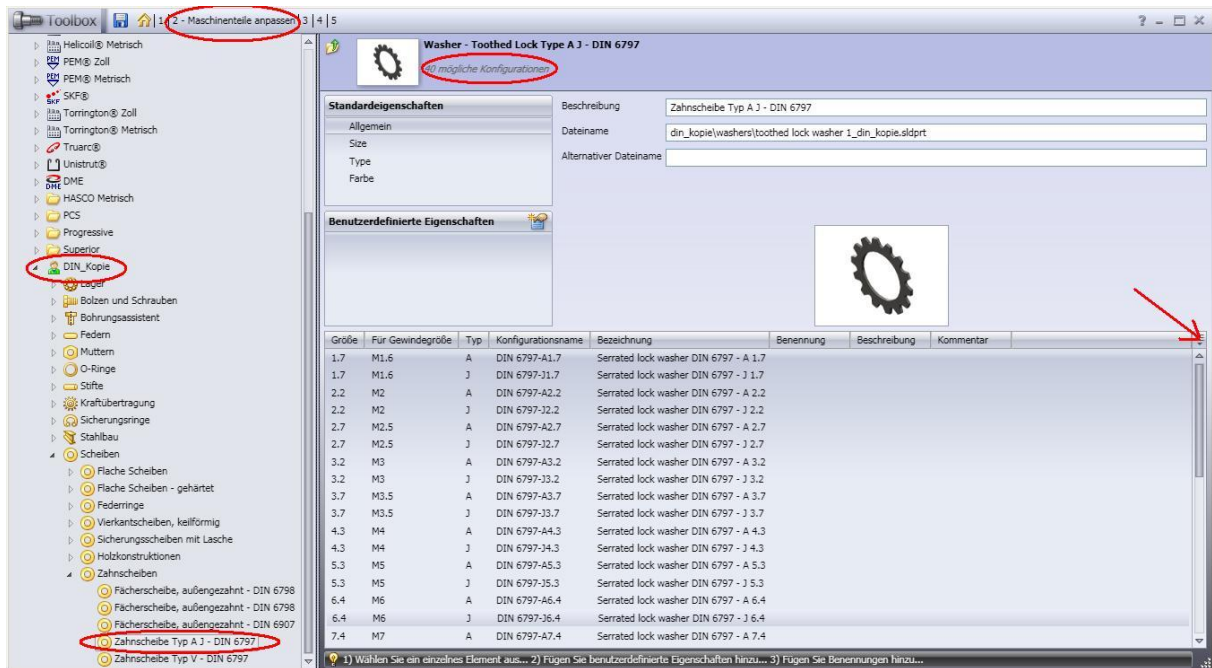 Toolbox 1 2 - Maschinenteile anpassen 3 4 5 ?
Helicoil® Metrisch
PEM® Zoll
PEM® Metrisch
SKF®
Torrington® Zoll
Torrington® Metrisch
Truarc®
Unistrut®
DME
HASCO Metrisch
PCS
Progressive
Superior
DIN_Kopie
Lager
Bolzen und Schrauben
Bohrungsassistent
Federn
Muttern
O-Ringe
Stifte
Kraftübertragung
Sicherungsringe
Stahlbau
Scheiben
Flache Scheiben
Flache Scheiben - gehärtet
Federringe
Vierkantscheiben, keilförmig
Sicherungsscheiben mit Lasche
Holzkonstruktionen
Zahnscheiben
Fächerscheibe, außengezahnt - DIN 6798
Fächerscheibe, außengezahnt - DIN 6798
Fächerscheibe, außengezahnt - DIN 6907
Zahnscheibe Typ A J - DIN 6797
Zahnscheibe Typ V - DIN 6797
Washer - Toothed Lock Type A J - DIN 6797
40 mögliche Konfigurationen
Standardeigenschaften
Allgemein
Size
Type
Farbe
Benutzerdefinierte Eigenschaften
Beschreibung Zahnscheibe Typ A J - DIN 6797
Dateiname din_kopie\washers\toothed lock washer 1_din_kopie.sldprt
Alternativer Dateiname
Größe Für Gewindegröße Typ Konfigurationsname Bezeichnung Benennung Beschreibung Kommentar
1.7 M1.6 A DIN 6797-A1.7 Serrated lock washer DIN 6797 - A 1.7
1.7 M1.6 J DIN 6797-J1.7 Serrated lock washer DIN 6797 - J 1.7
2.2 M2 A DIN 6797-A2.2 Serrated lock washer DIN 6797 - A 2.2
2.2 M2 J DIN 6797-J2.2 Serrated lock washer DIN 6797 - J 2.2
2.7 M2.5 A DIN 6797-A2.7 Serrated lock washer DIN 6797 - A 2.7
2.7 M2.5 J DIN 6797-J2.7 Serrated lock washer DIN 6797 - J 2.7
3.2 M3 A DIN 6797-A3.2 Serrated lock washer DIN 6797 - A 3.2
3.2 M3 J DIN 6797-J3.2 Serrated lock washer DIN 6797 - J 3.2
3.7 M3.5 A DIN 6797-A3.7 Serrated lock washer DIN 6797 - A 3.7
3.7 M3.5 J DIN 6797-J3.7 Serrated lock washer DIN 6797 - J 3.7
4.3 M4 A DIN 6797-A4.3 Serrated lock washer DIN 6797 - A 4.3
4.3 M4 J DIN 6797-J4.3 Serrated lock washer DIN 6797 - J 4.3
5.3 M5 A DIN 6797-A5.3 Serrated lock washer DIN 6797 - A 5.3
5.3 M5 J DIN 6797-J5.3 Serrated lock washer DIN 6797 - J 5.3
6.4 M6 A DIN 6797-A6.4 Serrated lock washer DIN 6797 - A 6.4
6.4 M6 J DIN 6797-J6.4 Serrated lock washer DIN 6797 - J 6.4
7.4 M7 A DIN 6797-A7.4 Serrated lock washer DIN 6797 - A 7.4
1) Wählen Sie ein einzelnes Element aus... 2) Fügen Sie benutzerdefinierte Eigenschaften hinzu... 3) Fügen Sie Benennungen hinzu...